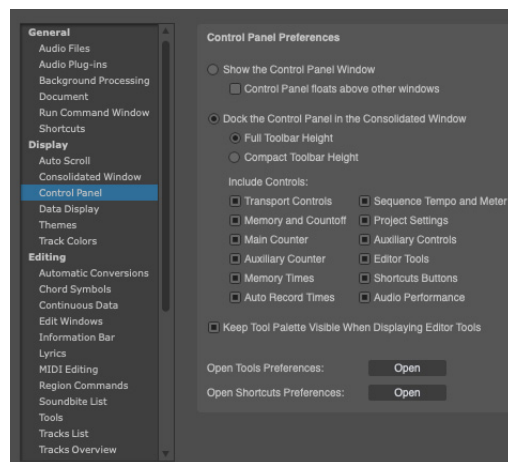 General
Audio Files
Audio Plug-ins
Background Processing
Document
Run Command Window
Shortcuts
Display
Auto Scroll
Consolidated Window
Control Panel
Data Display
Themes
Track Colors
Editing
Automatic Conversions
Chord Symbols
Continuous Data
Edit Windows
Information Bar
Lyrics
MIDI Editing
Region Commands
Soundbite List
Tools
Tracks List
Tracks Overview
Control Panel Preferences
Show the Control Panel Window
Control Panel floats above other windows
Dock the Control Panel in the Consolidated Window
Full Toolbar Height
Compact Toolbar Height
Include Controls:
Transport Controls Sequence Tempo and Meter
Memory and Countoff Project Settings
Main Counter Auxiliary Controls
Auxiliary Counter Editor Tools
Memory Times Shortcuts Buttons
Auto Record Times Audio Performance
Keep Tool Palette Visible When Displaying Editor Tools
Open Tools Preferences: Open
Open Shortcuts Preferences: Open